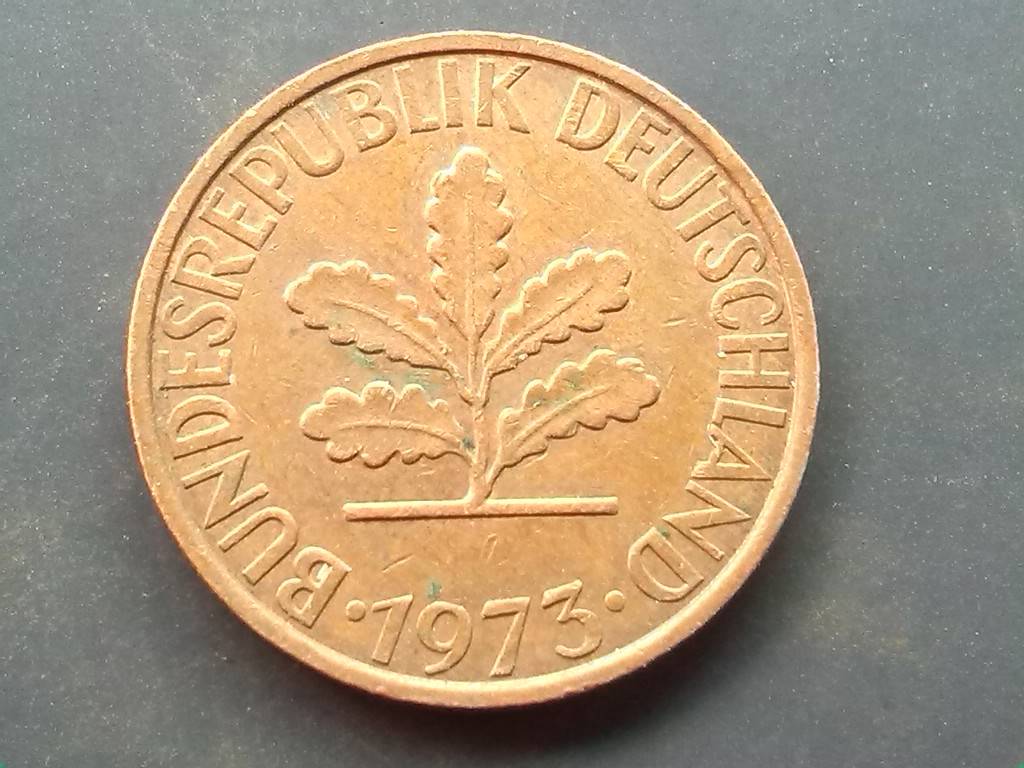 BUNDESREPUBLIK DEUTSCHLAND
· 1973 ·